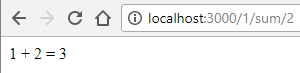 localhost:3000/1/sum/2
1 + 2 = 3